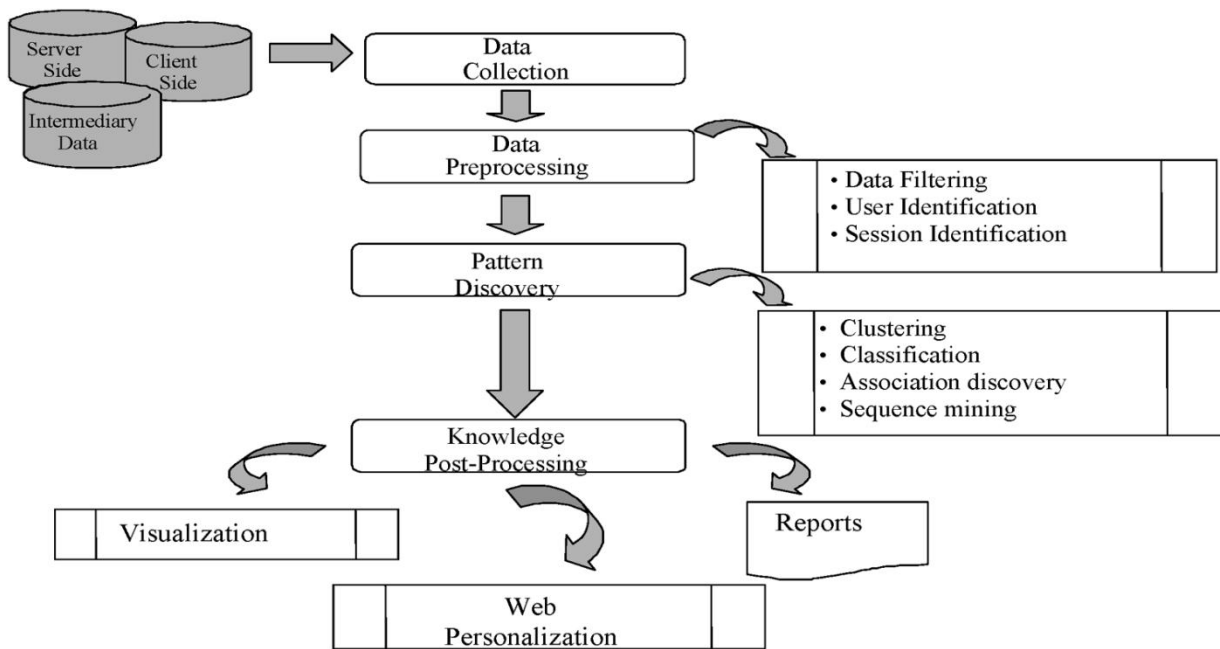 Server
Side
Client
Side
Intermediary
Data
Data
Collection
Data
Preprocessing
• Data Filtering
• User Identification
• Session Identification
Pattern
Discovery
• Clustering
• Classification
• Association discovery
• Sequence mining
Knowledge
Post-Processing
Visualization
Reports
Web
Personalization